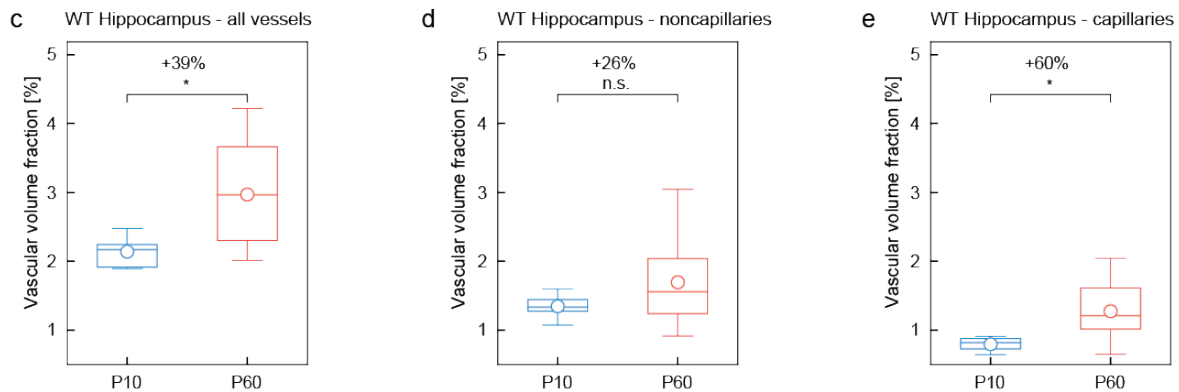 c
WT Hippocampus - all vessels
Vascular volume fraction [%]
5
4
3
2
1
+39%
*
P10
P60
d
WT Hippocampus - noncapillaries
Vascular volume fraction [%]
5
4
3
2
1
+26%
n.s.
P10
P60
e
WT Hippocampus - capillaries
Vascular volume fraction [%]
5
4
3
2
1
+60%
*
P10
P60